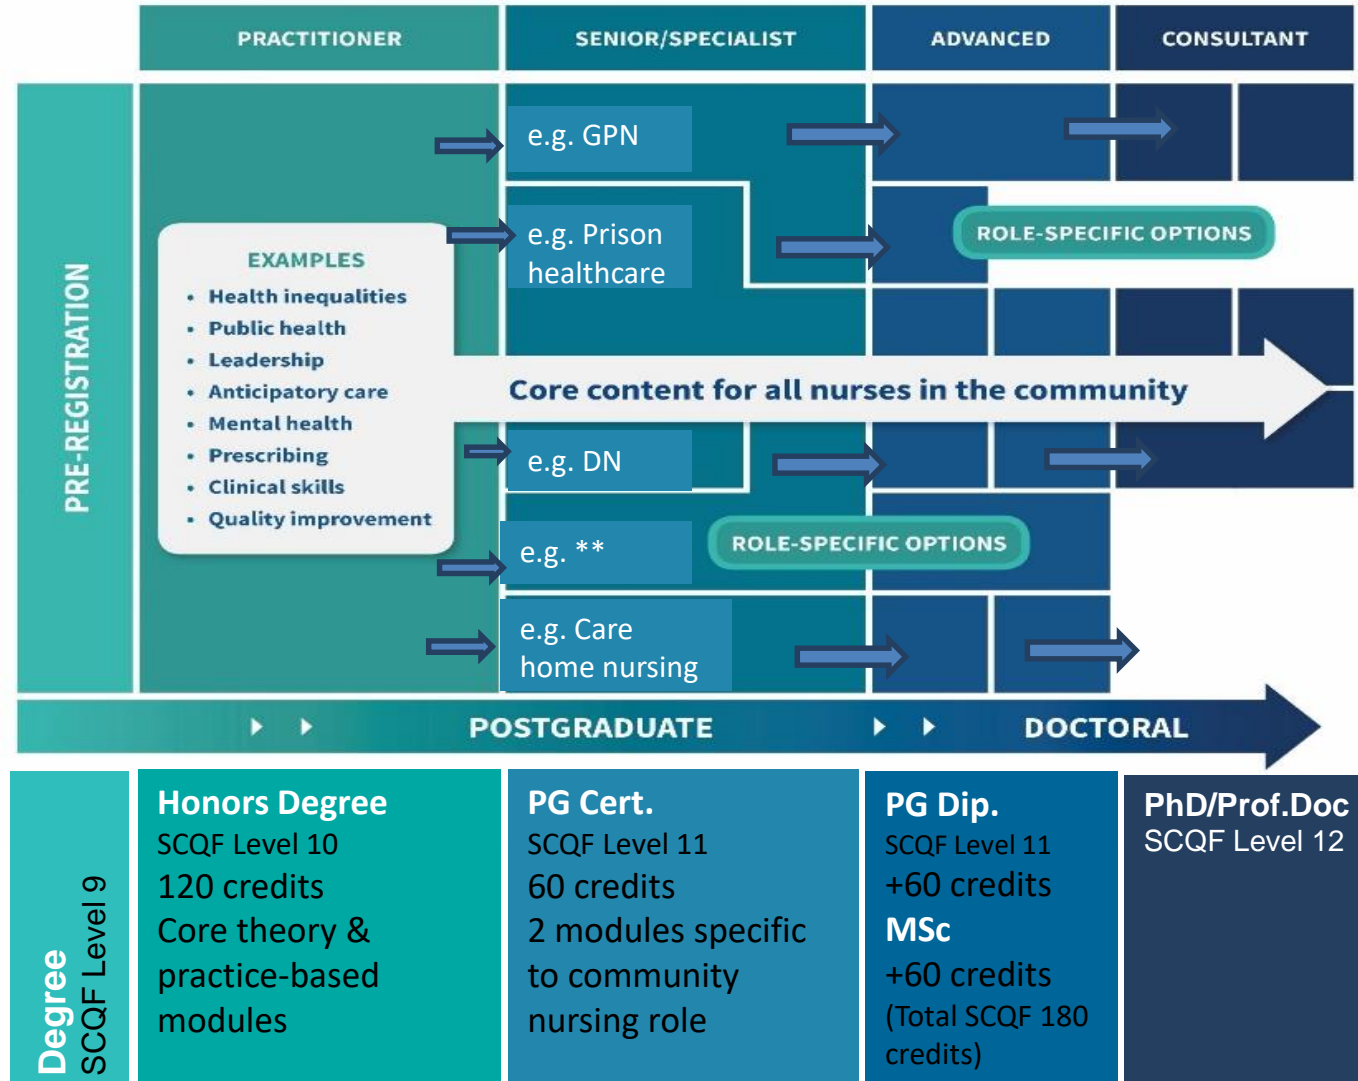 PRACTITIONER
SENIOR/SPECIALIST
ADVANCED
CONSULTANT
PRE-REGISTRATION
EXAMPLES
• Health inequalities
• Public health
• Leadership
• Anticipatory care
• Mental health
• Prescribing
• Clinical skills
• Quality improvement
e.g. GPN
e.g. Prison
healthcare
ROLE-SPECIFIC OPTIONS
Core content for all nurses in the community
e.g. DN
e.g. **
ROLE-SPECIFIC OPTIONS
e.g. Care
home nursing
POSTGRADUATE
DOCTORAL
Degree
SCQF Level 9
Honors Degree
SCQF Level 10
120 credits
Core theory &
practice-based
modules
PG Cert.
SCQF Level 11
60 credits
2 modules specific
to community
nursing role
PG Dip.
SCQF Level 11
+60 credits
MSc
+60 credits
(Total SCQF 180
credits)
PhD/Prof.Doc
SCQF Level 12